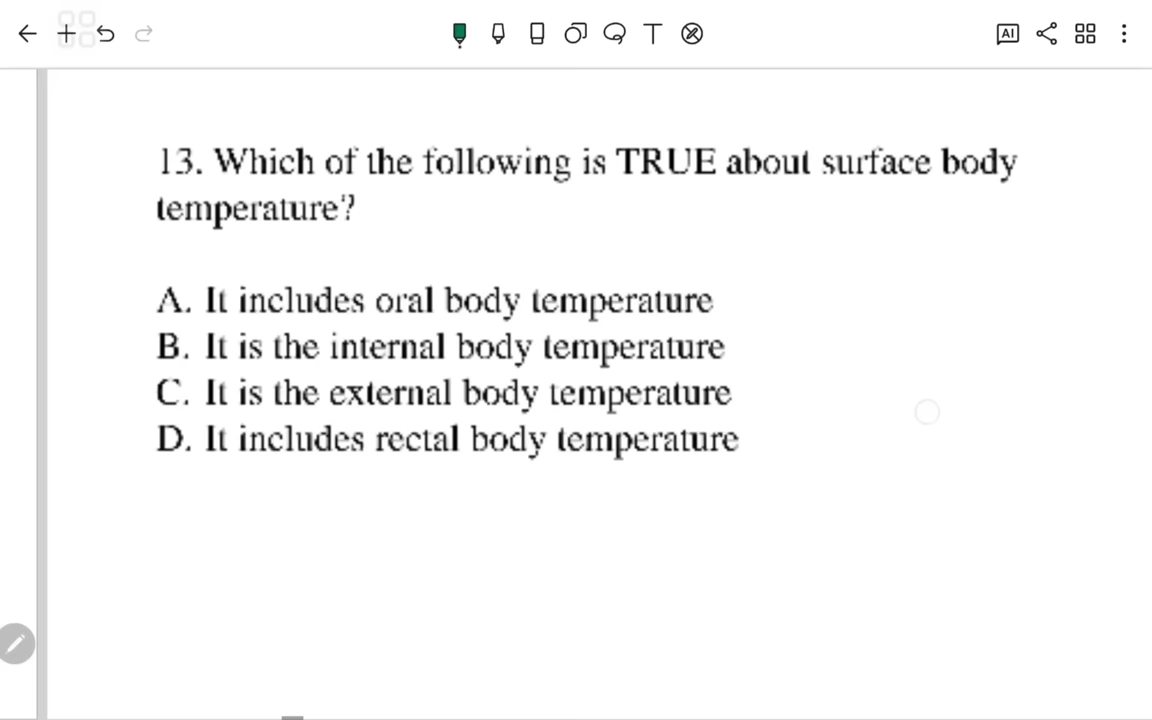 AI
T
13. Which of the following is TRUE about surface body
temperature?
A. It includes oral body temperature
B. It is the internal body temperature
C. It is the external body temperature
D. It includes rectal body temperature